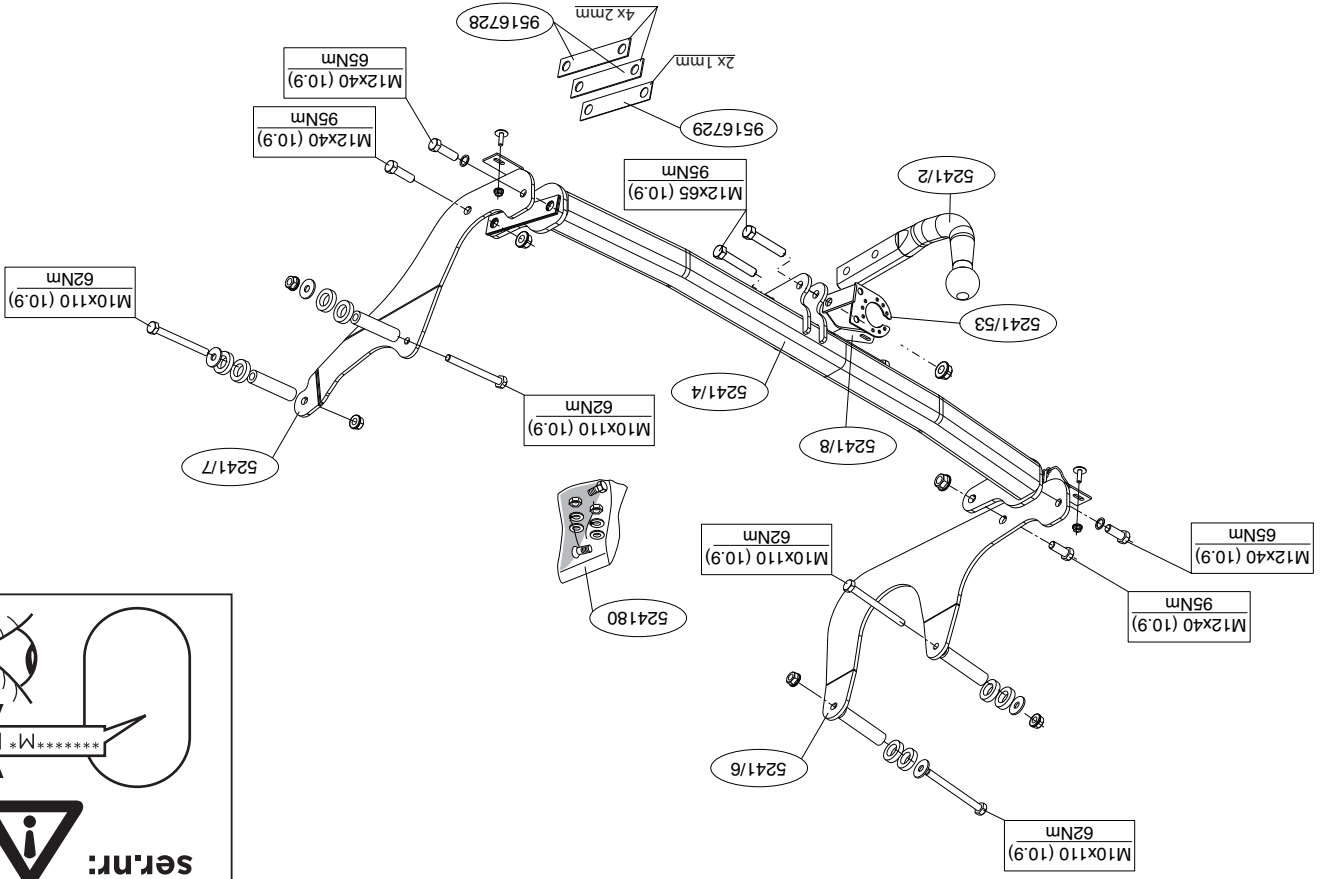 ser.nr:
M10x110 (10.9)
62Nm
5241/6
*******M*
M12x40 (10.9)
95Nm
524180
M12x40 (10.9)
65Nm
M10x110 (10.9)
62Nm
5241/7
5241/8
M10x110 (10.9)
62Nm
5241/4
5241/53
M10x110 (10.9)
62Nm
M12x65 (10.9)
95Nm
5241/2
M12x40 (10.9)
95Nm
9516729
2x 1mm
M12x40 (10.9)
65Nm
9516728
4x 2mm